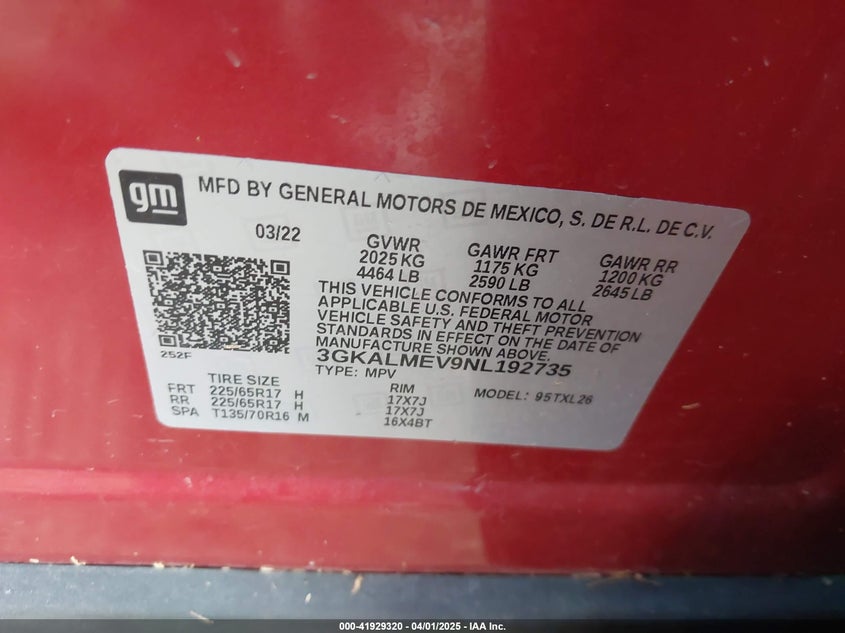 gm
MFD BY GENERAL MOTORS DE MEXICO, S. DE R.L. DE C.V.
03/22 GVWR GAWR FRT GAWR RR
2025 KG 1175 KG 1200 KG
4464 LB 2590 LB 2645 LB
THIS VEHICLE CONFORMS TO ALL
APPLICABLE U.S. FEDERAL MOTOR
VEHICLE SAFETY AND THEFT PREVENTION
STANDARDS IN EFFECT ON THE DATE OF
MANUFACTURE SHOWN ABOVE.
252F
3GKALMEV9NL192735
TYPE: MPV MODEL: 95TXL26
TIRE SIZE RIM
FRT 225/65R17 H 17X7J
RR 225/65R17 H 17X7J
SPA T135/70R16 M 16X4BT
000-41929320 - 04/01/2025 - IAA Inc.